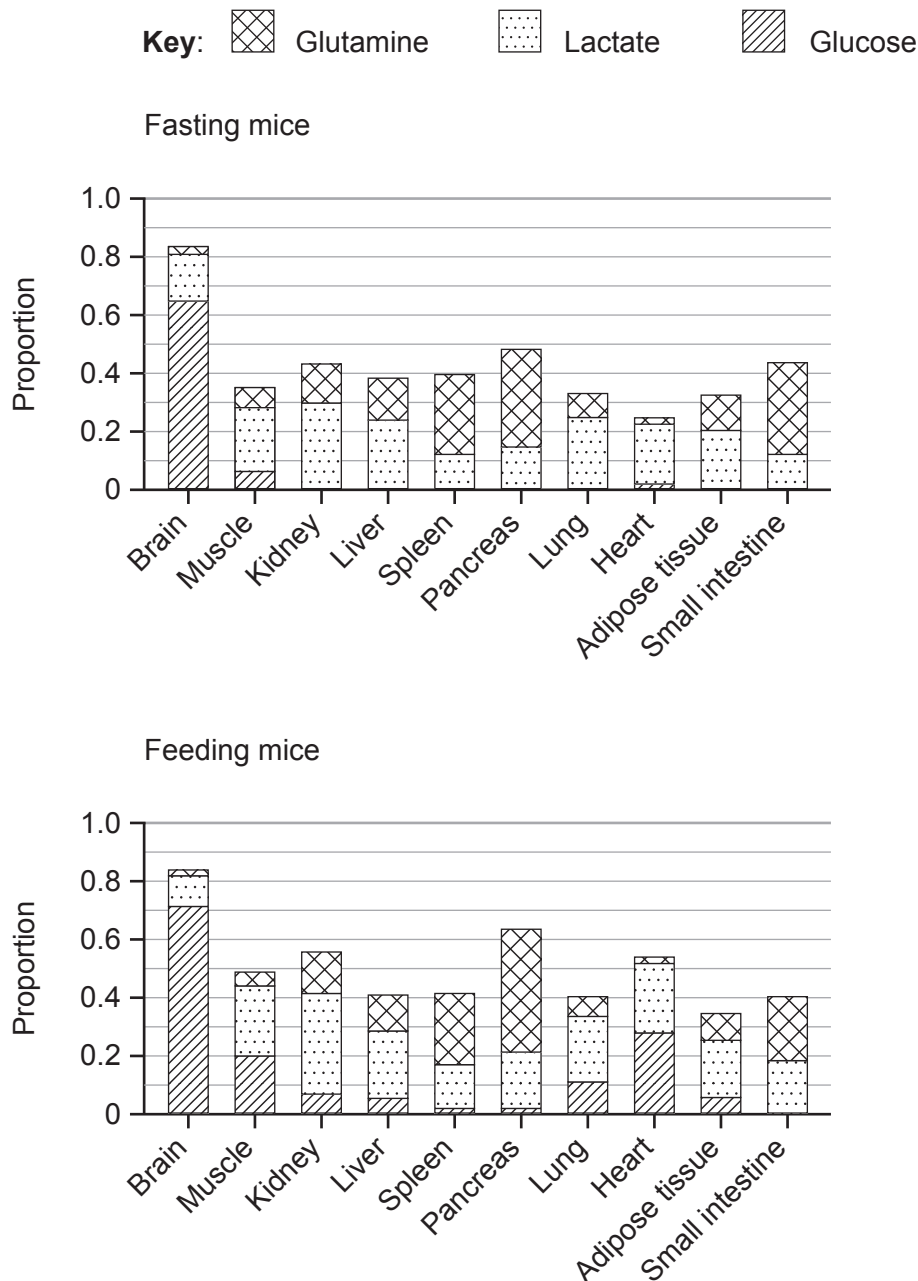 Key: Glutamine Lactate Glucose
Fasting mice
Proportion
1.0
0.8
0.6
0.4
0.2
0
Brain
Muscle
Kidney
Liver
Spleen
Pancreas
Lung
Heart
Adipose tissue
Small intestine
Feeding mice
Proportion
1.0
0.8
0.6
0.4
0.2
0
Brain
Muscle
Kidney
Liver
Spleen
Pancreas
Lung
Heart
Adipose tissue
Small intestine